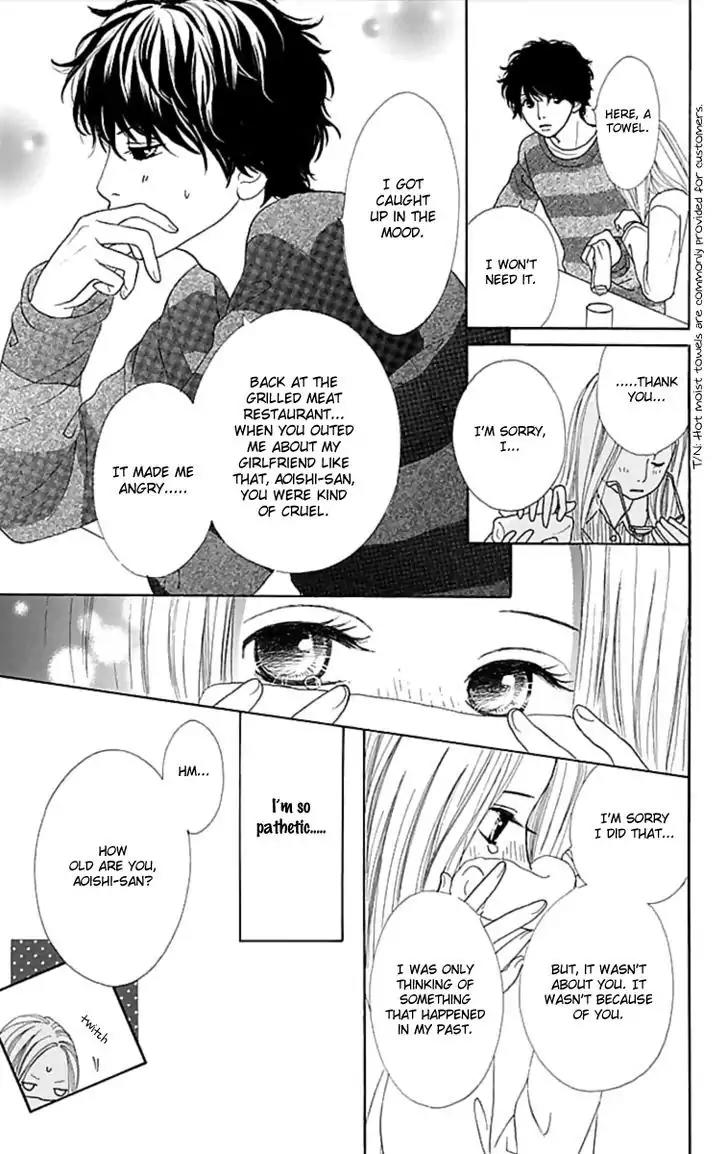 HERE, A
TOWEL.
I WON'T
NEED IT.
T/N: Hot moist towels are commonly provided for customers.
.....THANK
YOU...
I'M SORRY,
I...
I GOT
CAUGHT
UP IN THE
MOOD.
BACK AT THE
GRILLED MEAT
RESTAURANT...
WHEN YOU OUTED
ME ABOUT MY
GIRLFRIEND LIKE
THAT, AOISHI-SAN,
YOU WERE KIND
OF CRUEL.
IT MADE ME
ANGRY.....
I'M SORRY
I DID THAT...
BUT, IT WASN'T
ABOUT YOU. IT
WASN'T BECAUSE
OF YOU.
I WAS ONLY
THINKING OF
SOMETHING
THAT HAPPENED
IN MY PAST.
I'm so
pathetic.....
HM...
HOW
OLD ARE YOU,
AOISHI-SAN?
twitch